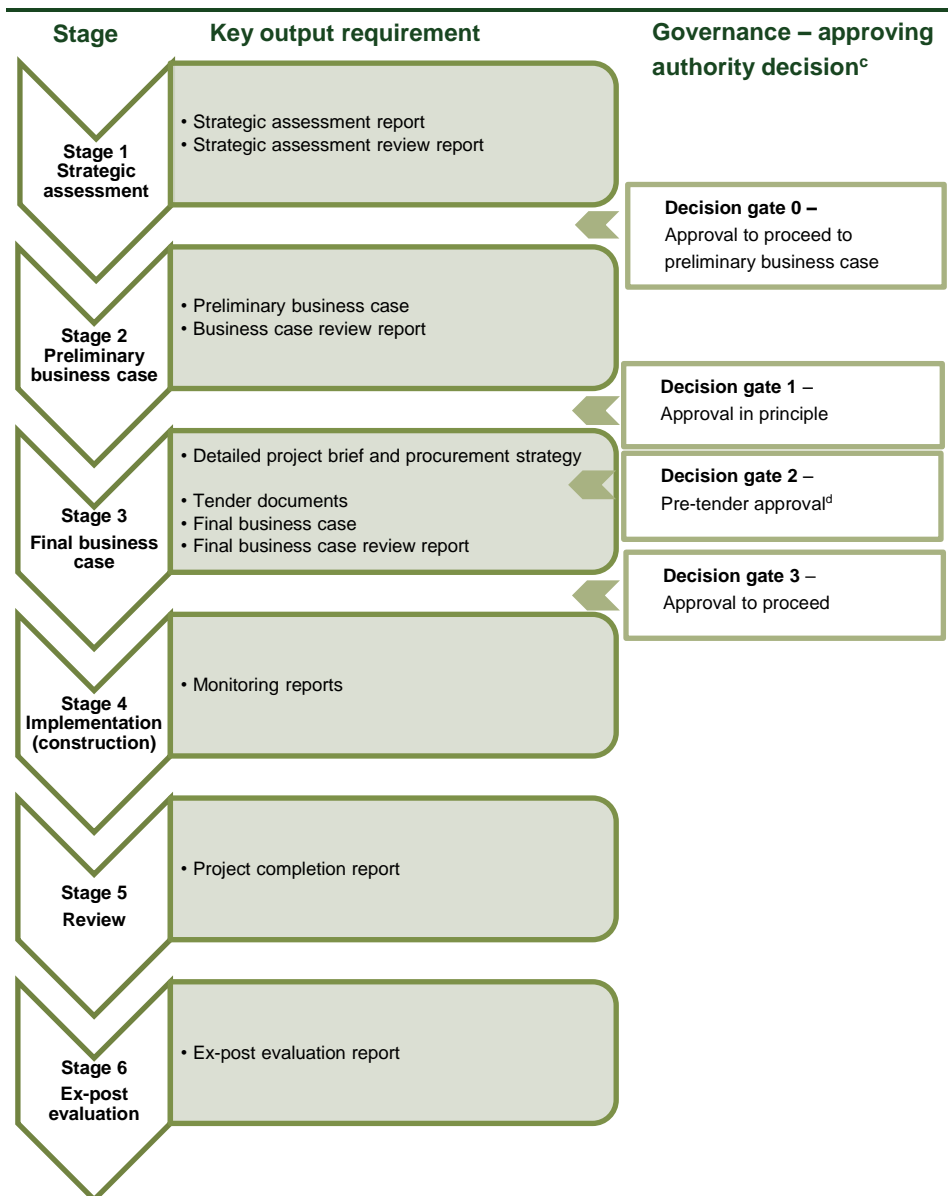 Stage
Key output requirement
Governance – approving
authority decisionᶜ
Stage 1
Strategic
assessment
• Strategic assessment report
• Strategic assessment review report
Decision gate 0 –
Approval to proceed to
preliminary business case
Stage 2
Preliminary
business case
• Preliminary business case
• Business case review report
Decision gate 1 –
Approval in principle
Stage 3
Final business
case
• Detailed project brief and procurement strategy
• Tender documents
• Final business case
• Final business case review report
Decision gate 2 –
Pre-tender approvalᵈ
Decision gate 3 –
Approval to proceed
Stage 4
Implementation
(construction)
• Monitoring reports
Stage 5
Review
• Project completion report
Stage 6
Ex-post
evaluation
• Ex-post evaluation report